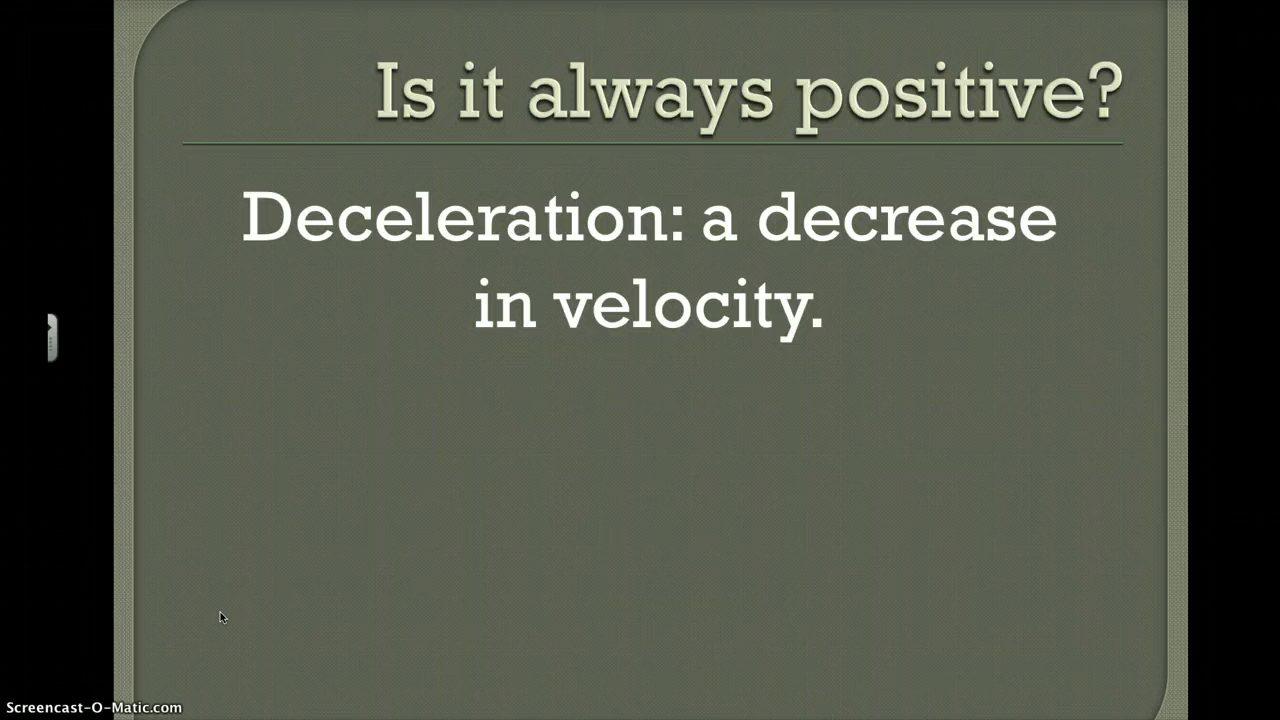 Is it always positive?
Deceleration: a decrease
in velocity.
Screencast-O-Matic.com